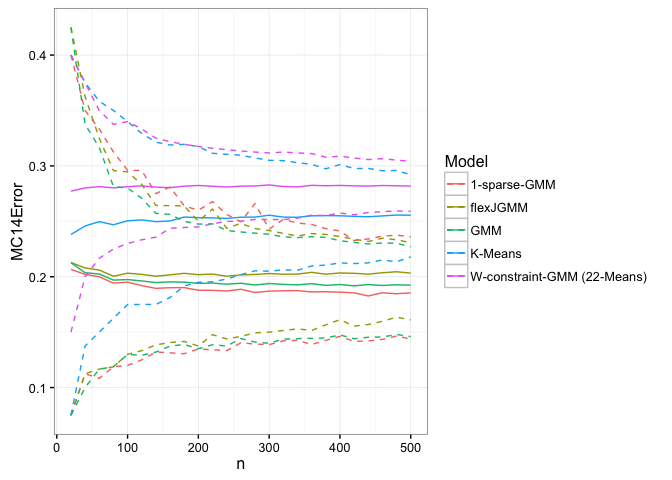 MC14Error
0.4
0.3
0.2
0.1
0
100
200
300
400
500
n
Model
1-sparse-GMM
flexJGMM
GMM
K-Means
W-constraint-GMM (22-Means)